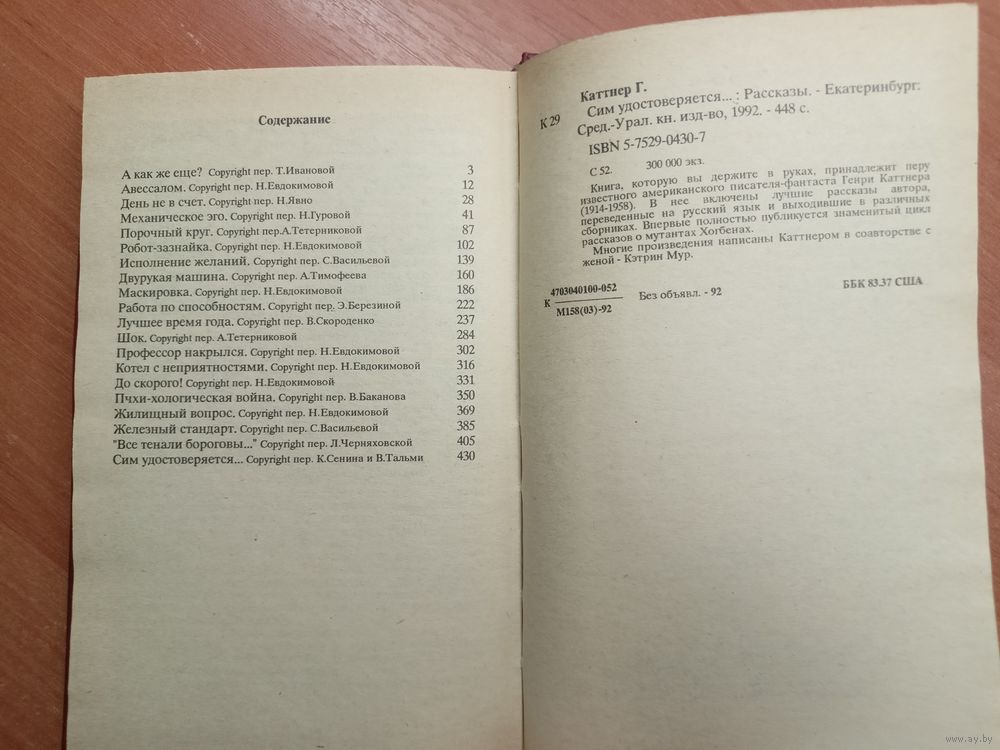 Содержание
А как же еще? Copyright пер. Т.Ивановой 3
Авессалом. Copyright пер. Н.Евдокимовой 12
День не в счет. Copyright пер. Н.Явно 28
Механическое эго. Copyright пер. Н.Гуровой 41
Порочный круг. Copyright пер.А.Тетерниковой 87
Робот-зазнайка. Copyright пер. Н.Евдокимовой 102
Исполнение желаний. Copyright пер. С.Васильевой 139
Двурукая машина. Copyright пер. А.Тимофеева 160
Маскировка. Copyright пер. Н.Евдокимовой 186
Работа по способностям. Copyright пер. Э.Березиной 222
Лучшее время года. Copyright пер. В.Скороденко 237
Шок. Copyright пер. А.Тетерниковой 284
Профессор накрылся. Copyright пер. Н.Евдокимовой 302
Котел с неприятностями. Copyright пер. Н.Евдокимовой 316
До скорого! Copyright пер. Н.Евдокимовой 331
Пчхи-хологическая война. Copyright пер. В.Баканова 350
Жилищный вопрос. Copyright пер. Н.Евдокимовой 369
Железный стандарт. Copyright пер. С.Васильевой 385
"Все тенали бороговы..." Copyright пер. Л.Черняховской 405
Сим удостоверяется... Copyright пер. К.Сенина и В.Тальми 430
Каттнер Г.
К 29 Сим удостоверяется... : Рассказы. - Екатеринбург:
Сред.-Урал. кн. изд-во, 1992. - 448 с.
ISBN 5-7529-0430-7
С 52. 300 000 экз.
Книга, которую вы держите в руках, принадлежит перу
известного американского писателя-фантаста Генри Каттнера
(1914-1958). В нее включены лучшие рассказы автора,
переведенные на русский язык и выходившие в различных
сборниках. Впервые полностью публикуется знаменитый цикл
рассказов о мутантах Хогбенах.
Многие произведения написаны Каттнером в соавторстве с
женой - Кэтрин Мур.
К 4703040100-052
М158(03)-92 Без объявл. - 92 ББК 83.37 США
www.ay.by